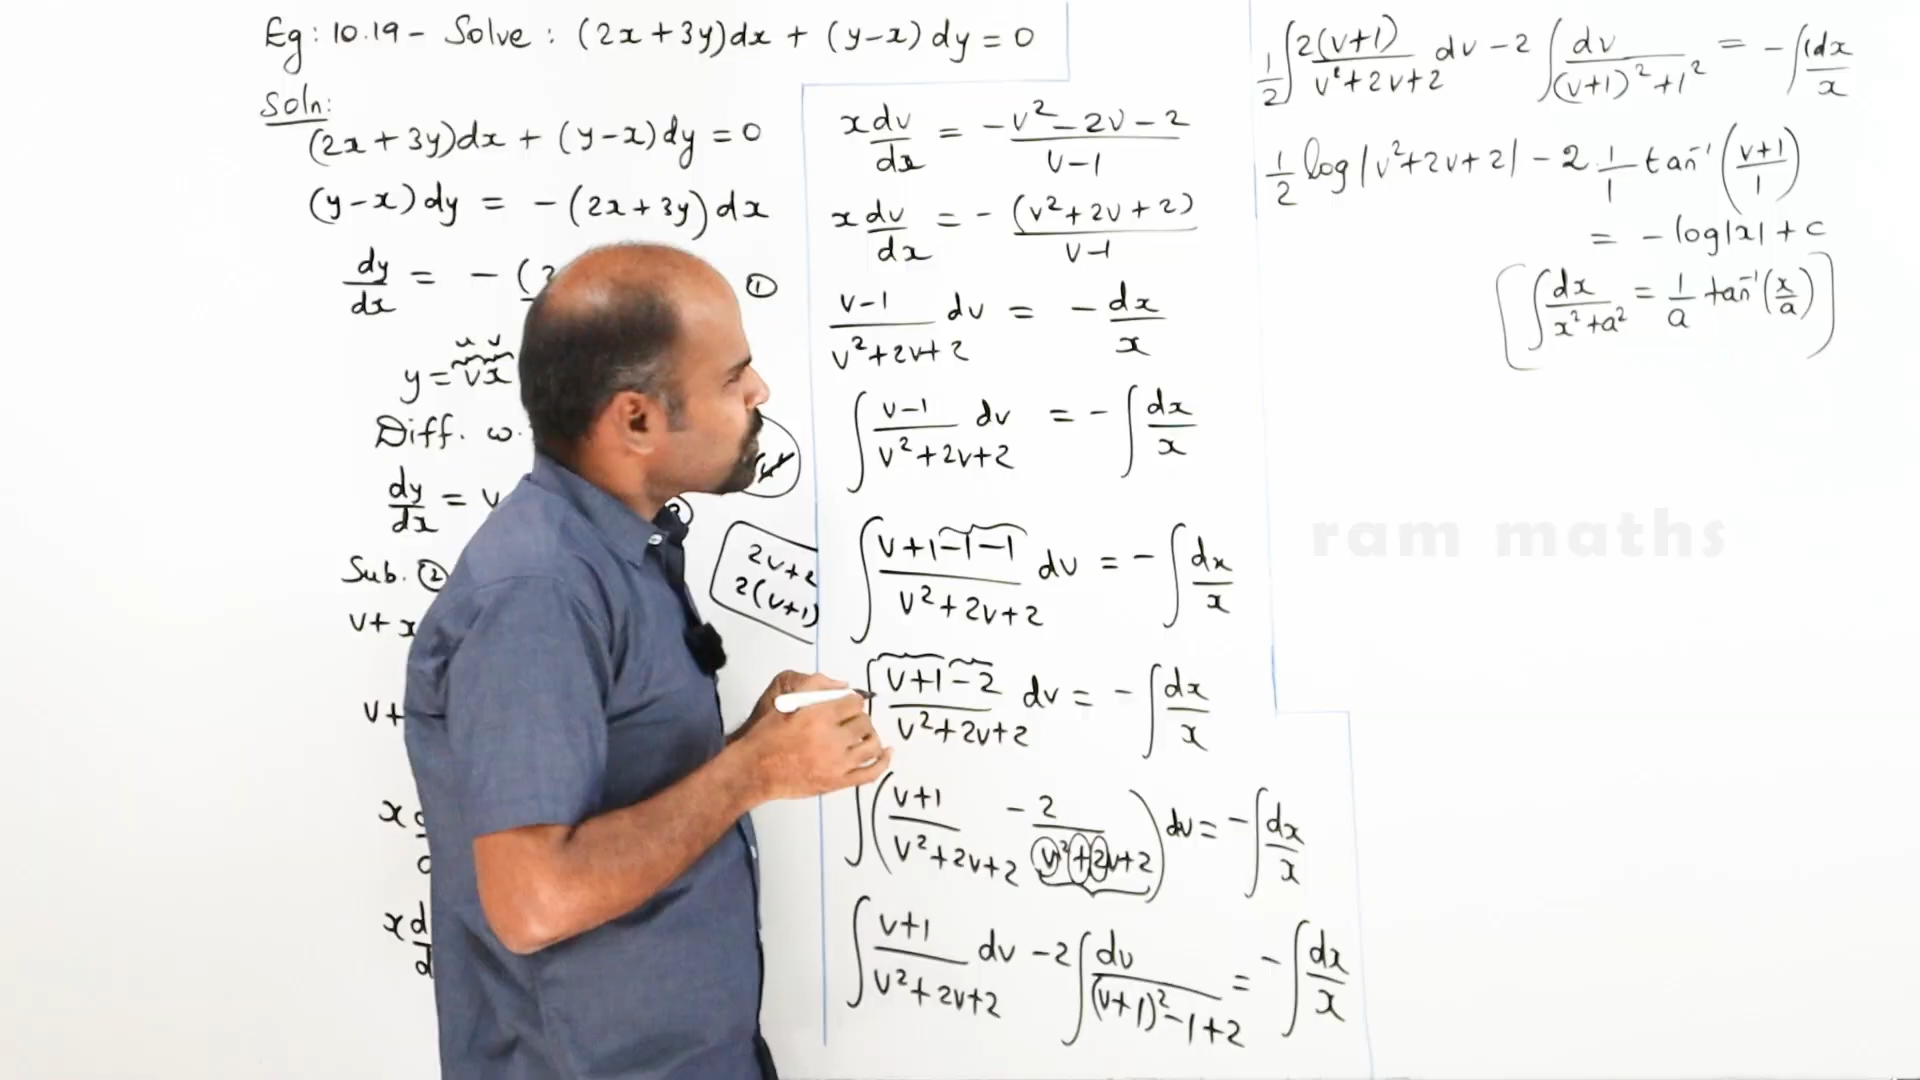 Eg: 10.19 - Solve : (2x+3y)dx + (y-x) dy = 0
Soln:
(2x+3y)dx + (y-x)dy = 0
(y-x) dy = -(2x+3y) dx
dy/dx = - (2 ①
u v
y = vx
Diff. w.
dy/dx = v
Sub. ②
v+ x
v+
x
x d/d
2v+2
2(v+1)
x dv/dx = (-v²-2v-2)/(v-1)
x dv/dx = - (v²+2v+2)/(v-1)
(v-1)/(v²+2v+2) dv = - dx/x
∫ (v-1)/(v²+2v+2) dv = - ∫ dx/x
∫ (v+1-1-1)/(v²+2v+2) dv = - ∫ dx/x
∫ (v+1-2)/(v²+2v+2) dv = - ∫ dx/x
∫ ( (v+1)/(v²+2v+2) - 2/(v²+2v+2) ) dv = - ∫ dx/x
∫ (v+1)/(v²+2v+2) dv - 2 ∫ dv/((v+1)²-1+2) = - ∫ dx/x
1/2 ∫ 2(v+1)/(v²+2v+2) dv - 2 ∫ dv/((v+1)²+1²) = - ∫ 1dx/x
1/2 log|v²+2v+2| - 2 . 1/1 tan⁻¹ ((v+1)/1)
= - log|x| + c
[ ∫ dx/(x²+a²) = 1/a tan⁻¹(x/a) ]
ram maths